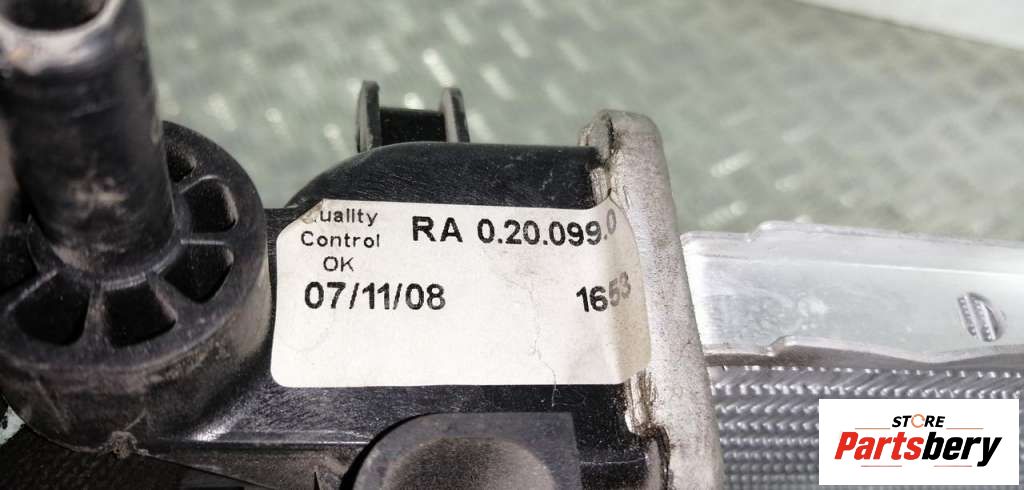 Quality
Control
OK
RA 0.20.099.0
07/11/08
1653
STORE
Partsbery